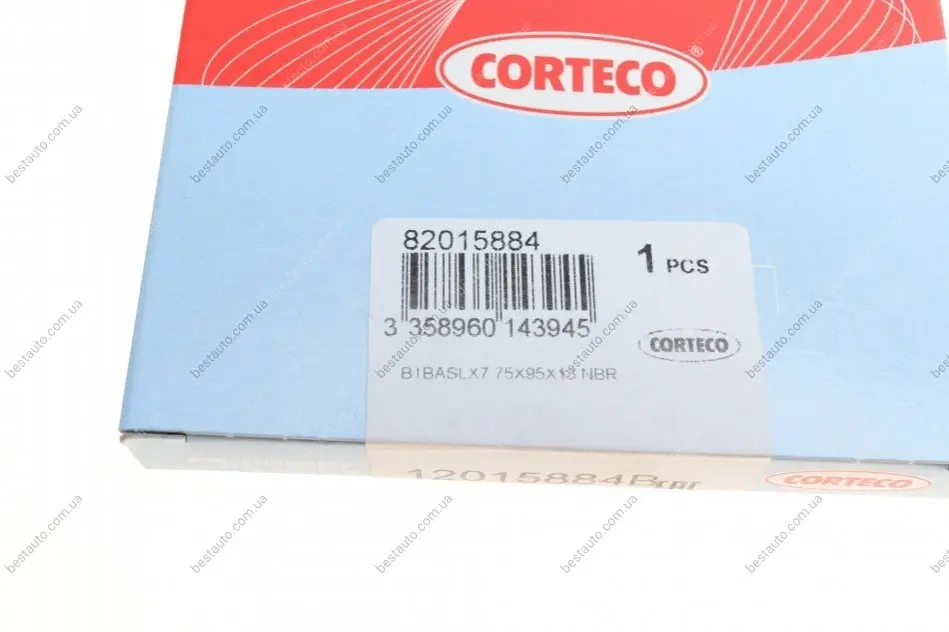 CORTECO®
82015884
1 PCS
3 358960 143945
CORTECO
B1BASLX7 75X95X13 NBR
12015884B
CORTECO
bestauto.com.ua